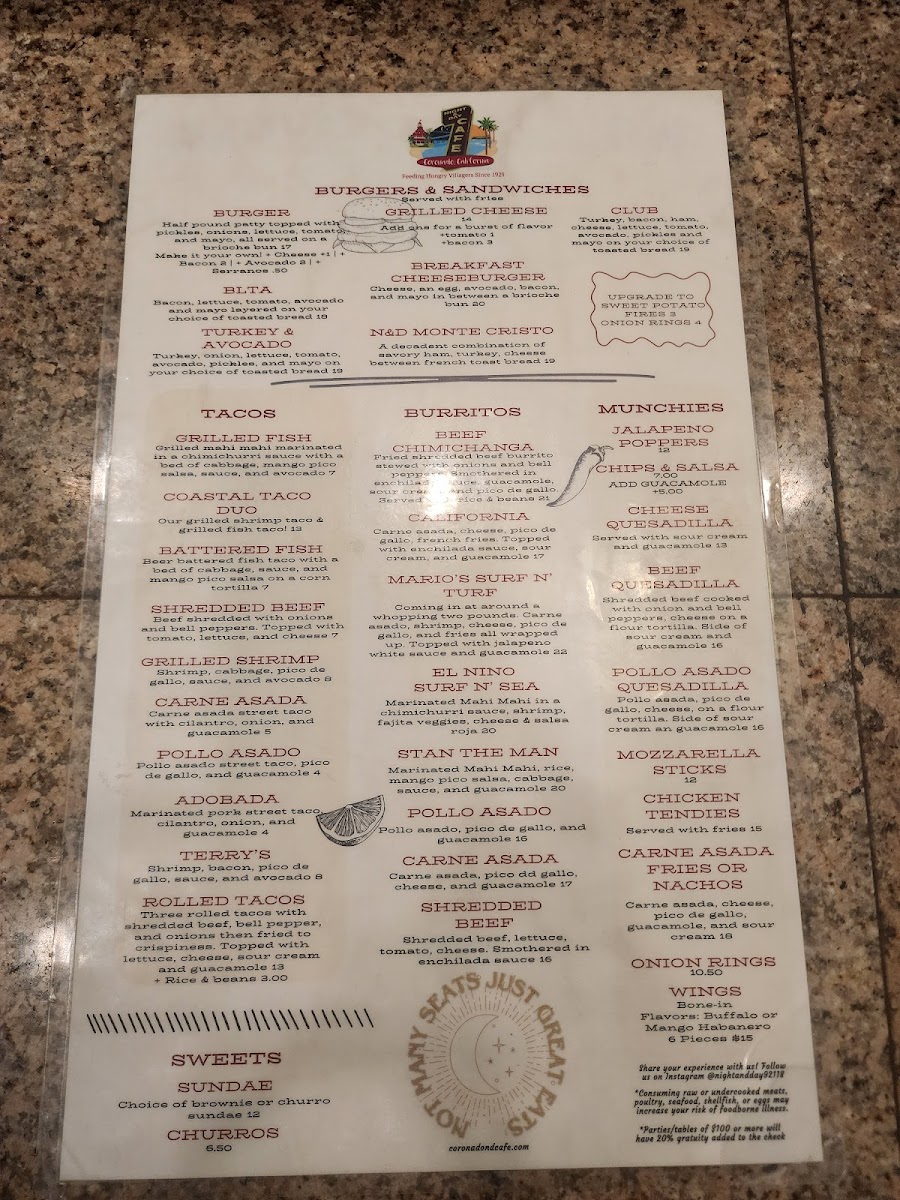 NIGHT
& DAY
CAFE
Coronado, California
Feeding Hungry Villagers Since 1929
BURGERS & SANDWICHES
Served with fries
BURGER
Half pound patty topped with
pickles, onions, lettuce, tomato,
and mayo, all served on a
brioche bun 17
Make it your own! + Cheese +1 | +
Bacon 2 | + Avocado 2 | +
Serranos .50
BLTA
Bacon, lettuce, tomato, avocado
and mayo layered on your
choice of toasted bread 18
TURKEY &
AVOCADO
Turkey, onion, lettuce, tomato,
avocado, pickles, and mayo on
your choice of toasted bread 19
GRILLED CHEESE
14
Add ons for a burst of flavor
+tomato 1
+bacon 3
BREAKFAST
CHEESEBURGER
Cheese, an egg, avocado, bacon,
and mayo in between a brioche
bun 20
N&D MONTE CRISTO
A decadent combination of
savory ham, turkey, cheese
between french toast bread 19
CLUB
Turkey, bacon, ham,
cheese, lettuce, tomato,
avocado, pickles and
mayo on your choice of
toasted bread 19
UPGRADE TO
SWEET POTATO
FIRES 3
ONION RINGS 4
TACOS
GRILLED FISH
Grilled mahi mahi marinated
in a chimichurri sauce with a
bed of cabbage, mango pico
salsa, sauce, and avocado 7
COASTAL TACO
DUO
Our grilled shrimp taco &
grilled fish taco! 13
BATTERED FISH
Beer battered fish taco with a
bed of cabbage, sauce, and
mango pico salsa on a corn
tortilla 7
SHREDDED BEEF
Beef shredded with onions
and bell peppers. Topped with
tomato, lettuce, and cheese 7
GRILLED SHRIMP
Shrimp, cabbage, pico de
gallo, sauce, and avocado 8
CARNE ASADA
Carne asada street taco
with cilantro, onion, and
guacamole 5
POLLO ASADO
Pollo asado street taco, pico
de gallo, and guacamole 4
ADOBADA
Marinated pork street taco,
cilantro, onion, and
guacamole 4
TERRY'S
Shrimp, bacon, pico de
gallo, sauce, and avocado 8
ROLLED TACOS
Three rolled tacos with
shredded beef, bell pepper,
and onions then fried to
crispiness. Topped with
lettuce, cheese, sour cream
and guacamole 13
+ Rice & beans 3.00
BURRITOS
BEEF
CHIMICHANGA
Fried shredded beef burrito
stewed with onions and bell
peppers. Smothered in
enchilada sauce, guacamole,
sour cream, and pico de gallo.
Served with rice & beans 21
CALIFORNIA
Carne asada, cheese, pico de
gallo, french fries. Topped
with enchilada sauce, sour
cream, and guacamole 17
MARIO'S SURF N'
TURF
Coming in at around a
whopping two pounds. Carne
asado, shrimp, cheese, pico de
gallo, and fries all wrapped
up. Topped with jalapeno
white sauce and guacamole 22
EL NINO
SURF N' SEA
Marinated Mahi Mahi in a
chimichurri sauce, shrimp,
fajita veggies, cheese & salsa
roja 20
STAN THE MAN
Marinated Mahi Mahi, rice,
mango pico salsa, cabbage,
sauce, and guacamole 20
POLLO ASADO
Pollo asado, pico de gallo, and
guacamole 16
CARNE ASADA
Carne asada, pico dd gallo,
cheese, and guacamole 17
SHREDDED
BEEF
Shredded beef, lettuce,
tomato, cheese. Smothered in
enchilada sauce 16
MUNCHIES
JALAPENO
POPPERS
12
CHIPS & SALSA
7.00
ADD GUACAMOLE
+5.00
CHEESE
QUESADILLA
Served with sour cream
and guacamole 13
BEEF
QUESADILLA
Shredded beef cooked
with onion and bell
peppers, cheese on a
flour tortilla. Side of
sour cream and
guacamole 16
POLLO ASADO
QUESADILLA
Pollo asada, pico de
gallo, cheese, on a flour
tortilla. Side of sour
cream an guacamole 16
MOZZARELLA
STICKS
12
CHICKEN
TENDIES
Served with fries 15
CARNE ASADA
FRIES OR
NACHOS
Carne asada, cheese,
pico de gallo,
guacamole, and sour
cream 18
ONION RINGS
10.50
WINGS
Bone-in
Flavors: Buffalo or
Mango Habanero
6 Pieces $15
SWEETS
SUNDAE
Choice of brownie or churro
sundae 12
CHURROS
6.50
NOT MANY SEATS JUST GREAT EATS
coronadondcafe.com
Share your experience with us! Follow
us on Instagram @nightandday92118
*Consuming raw or undercooked meats,
poultry, seafood, shellfish, or eggs may
increase your risk of foodborne illness.
*Parties/tables of $100 or more will
have 20% gratuity added to the check